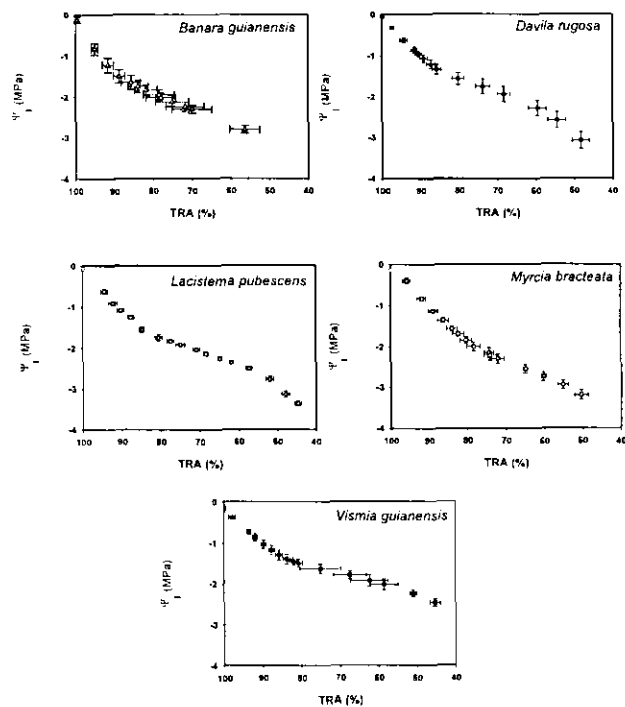 Banara guianensis
0
-1
-2
-3
-4
Ψl (MPa)
100 90 80 70 60 50 40
TRA (%)
Davila rugosa
0
-1
-2
-3
-4
Ψl (MPa)
100 90 80 70 60 50 40
TRA (%)
Lacistema pubescens
0
-1
-2
-3
-4
Ψl (MPa)
100 90 80 70 60 50 40
TRA (%)
Myrcia bracteata
0
-1
-2
-3
-4
Ψl (MPa)
100 90 80 70 60 50 40
TRA (%)
Vismia guianensis
0
-1
-2
-3
-4
Ψl (MPa)
100 90 80 70 60 50 40
TRA (%)